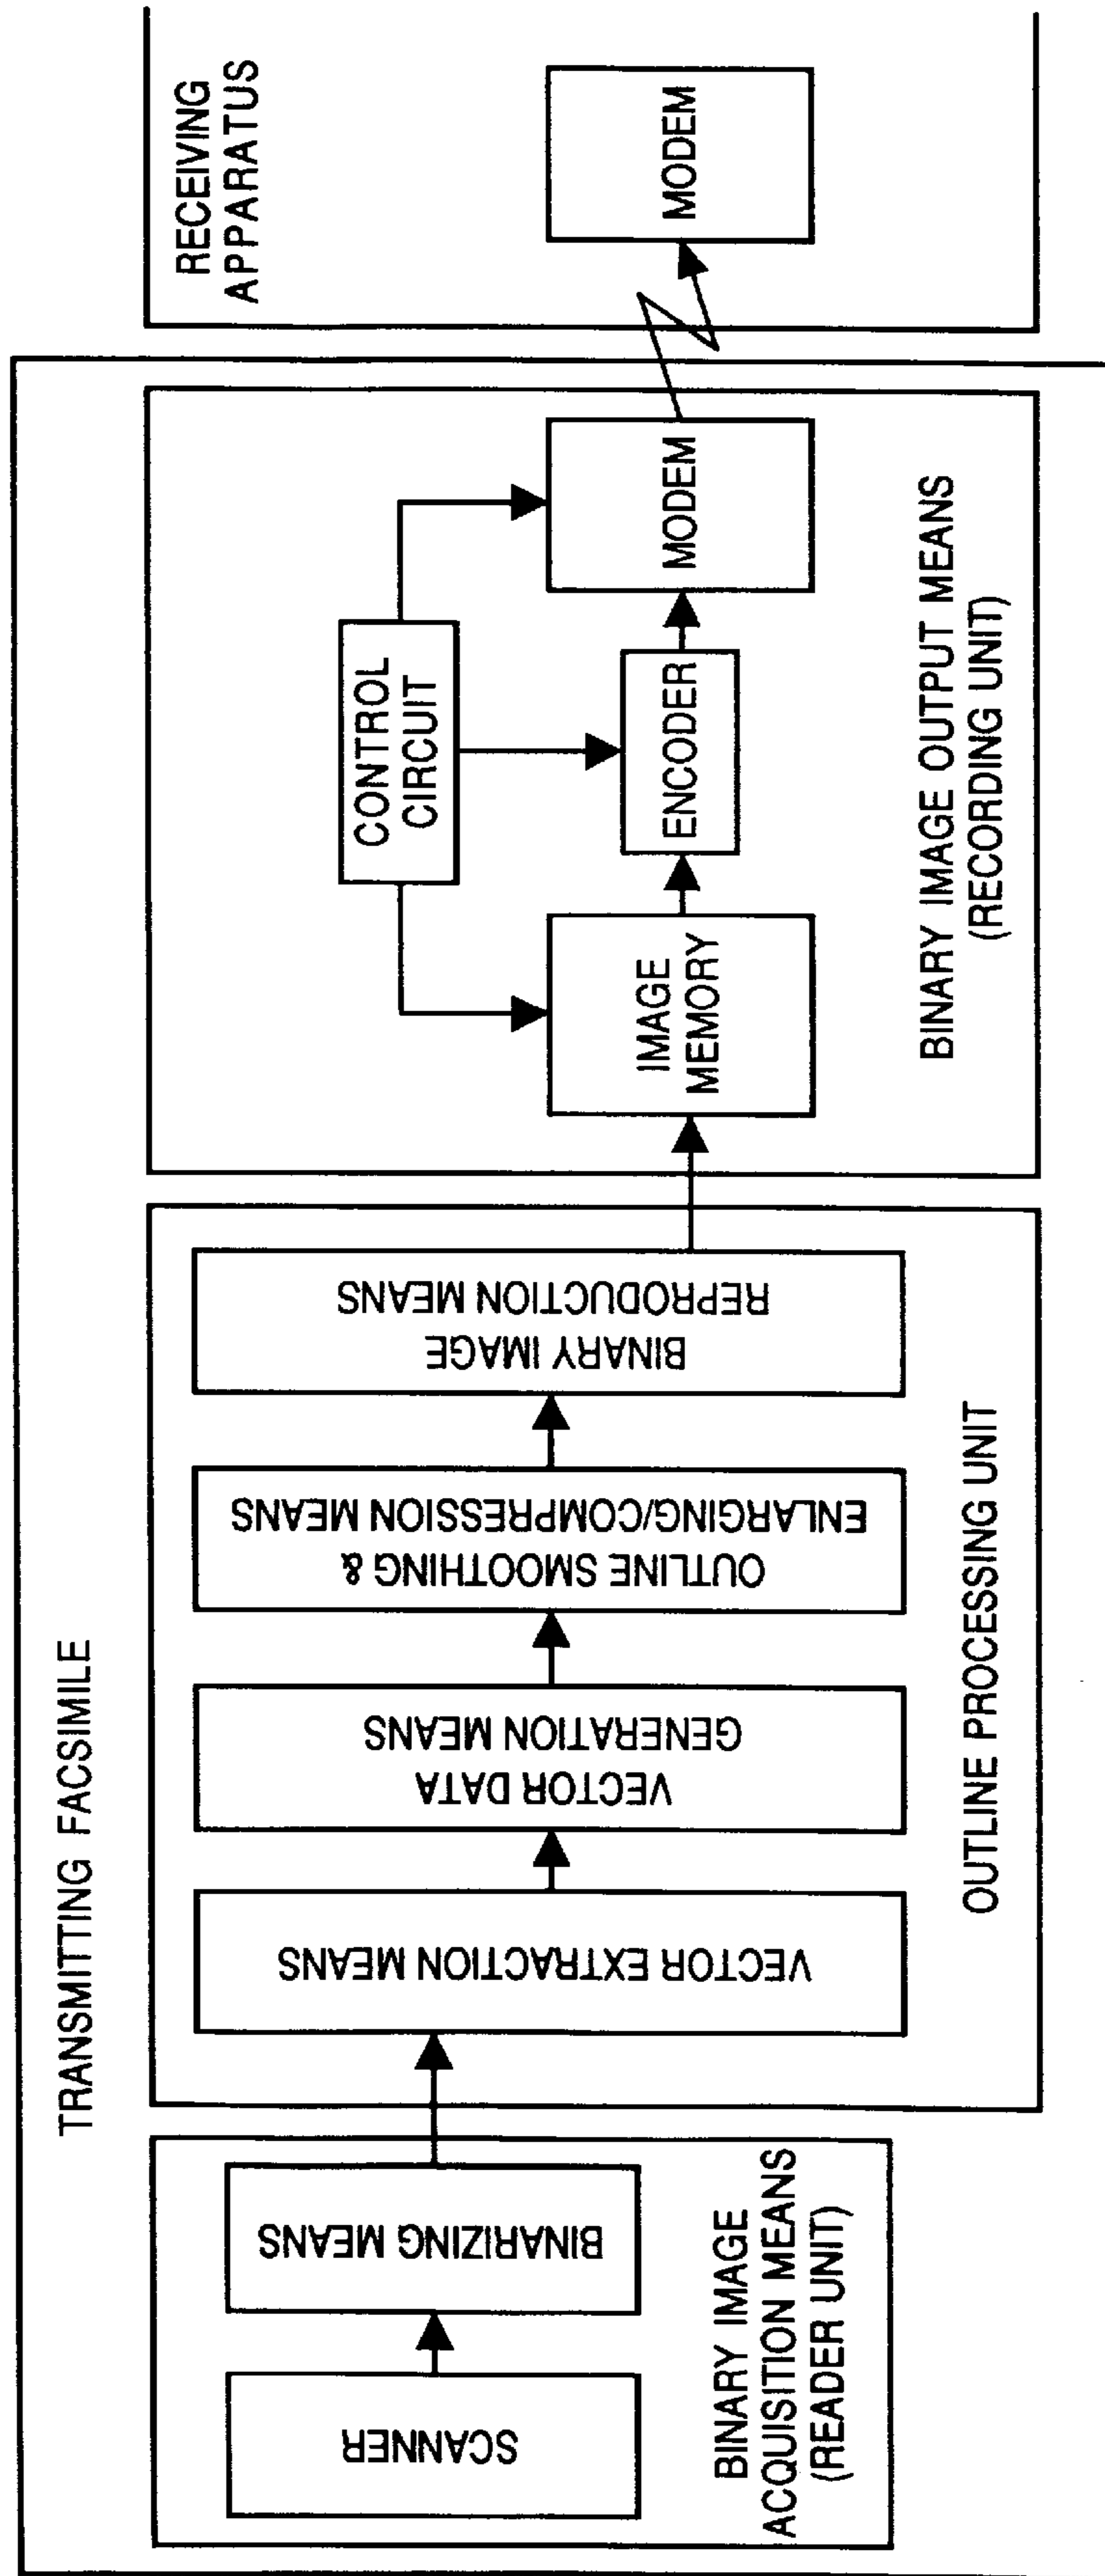 TRANSMITTING FACSIMILE
SCANNER
BINARIZING MEANS
BINARY IMAGE
ACQUISITION MEANS
(READER UNIT)
VECTOR EXTRACTION MEANS
VECTOR DATA
GENERATION MEANS
OUTLINE SMOOTHING &
ENLARGING/COMPRESSION MEANS
BINARY IMAGE
REPRODUCTION MEANS
OUTLINE PROCESSING UNIT
CONTROL
CIRCUIT
IMAGE
MEMORY
ENCODER
MODEM
BINARY IMAGE OUTPUT MEANS
(RECORDING UNIT)
RECEIVING
APPARATUS
MODEM